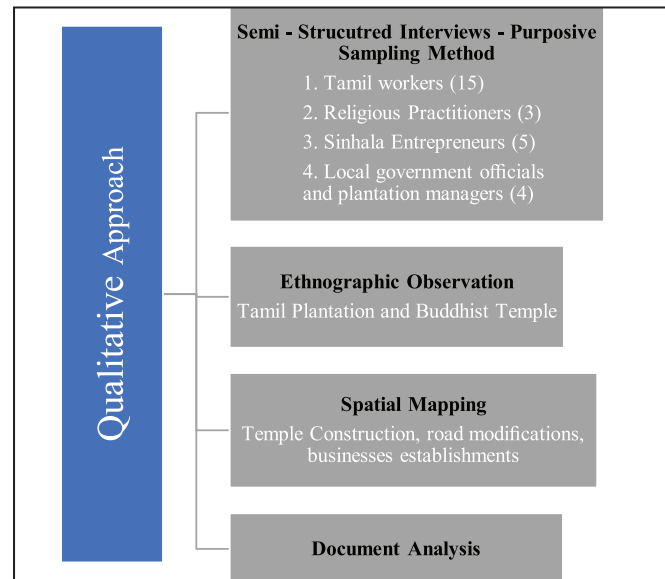 Qualitative Approach
Semi - Strucutred Interviews - Purposive
Sampling Method
1. Tamil workers (15)
2. Religious Practitioners (3)
3. Sinhala Entrepreneurs (5)
4. Local government officials
and plantation managers (4)
Ethnographic Observation
Tamil Plantation and Buddhist Temple
Spatial Mapping
Temple Construction, road modifications,
businesses establishments
Document Analysis